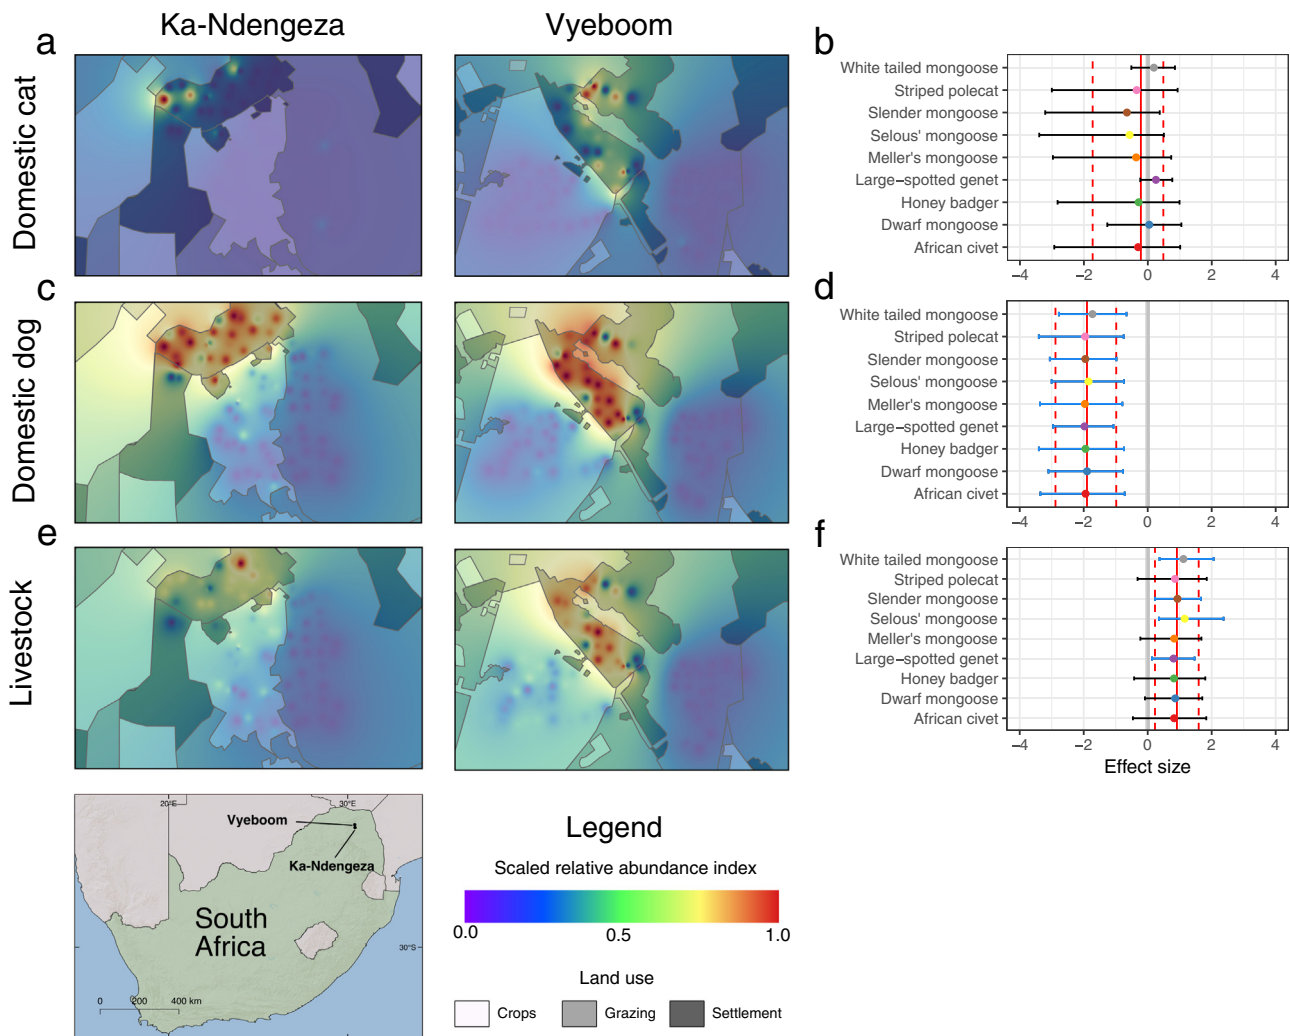 Ka-Ndengeza
Vyeboom
a
Domestic cat
b
White tailed mongoose
Striped polecat
Slender mongoose
Selous' mongoose
Meller's mongoose
Large-spotted genet
Honey badger
Dwarf mongoose
African civet
-4 -2 0 2 4
c
Domestic dog
d
White tailed mongoose
Striped polecat
Slender mongoose
Selous' mongoose
Meller's mongoose
Large-spotted genet
Honey badger
Dwarf mongoose
African civet
-4 -2 0 2 4
e
Livestock
f
White tailed mongoose
Striped polecat
Slender mongoose
Selous' mongoose
Meller's mongoose
Large-spotted genet
Honey badger
Dwarf mongoose
African civet
-4 -2 0 2 4
Effect size
20°E 30°E
Vyeboom
Ka-Ndengeza
South
Africa
30°S
0 200 400 km
Legend
Scaled relative abundance index
0.0 0.5 1.0
Land use
Crops Grazing Settlement